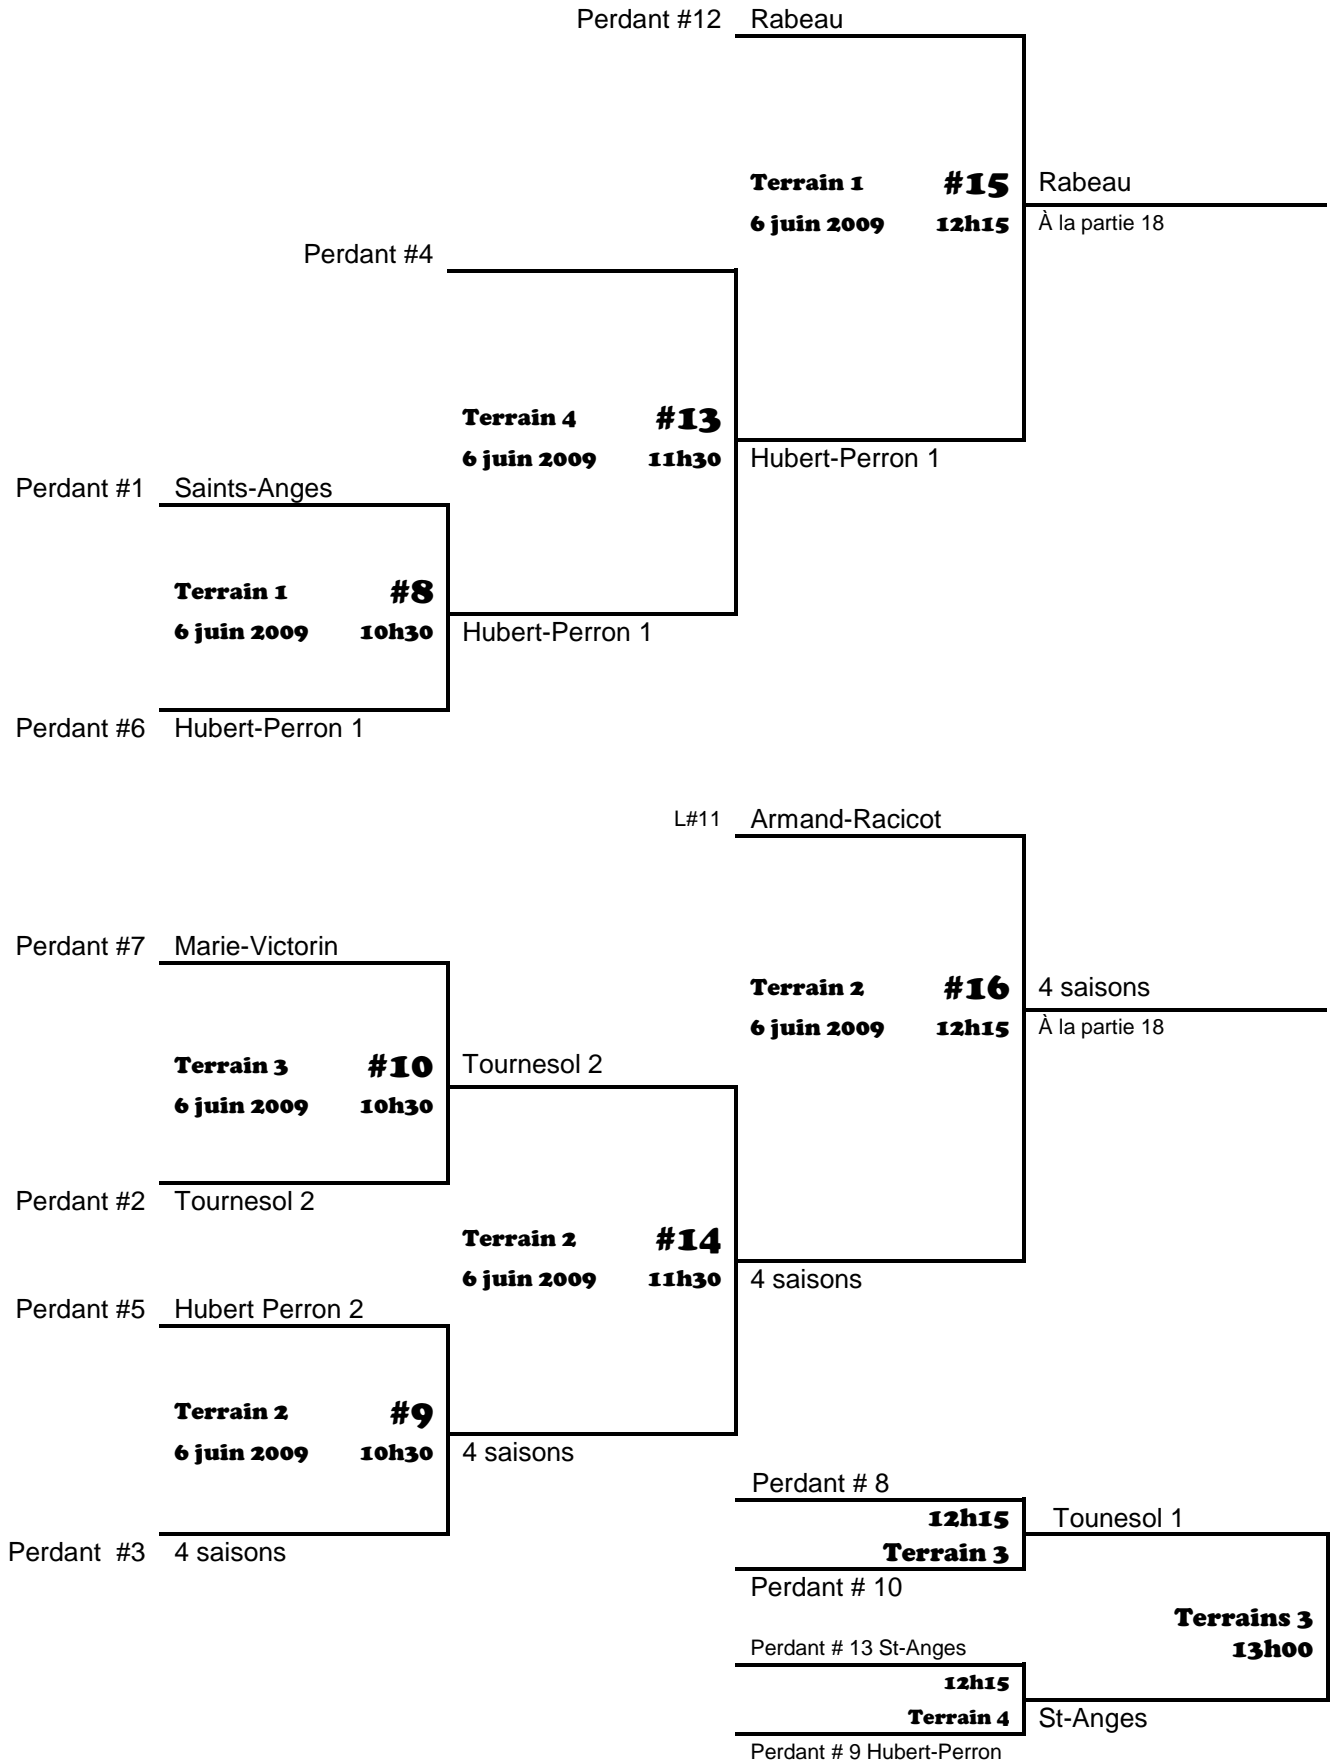 Perdant #12 Rabeau
Terrain 1 #15 Rabeau
6 juin 2009 12h15 À la partie 18
Perdant #4
Terrain 4 #13
6 juin 2009 11h30 Hubert-Perron 1
Perdant #1 Saints-Anges
Terrain 1 #8
6 juin 2009 10h30 Hubert-Perron 1
Perdant #6 Hubert-Perron 1
L#11 Armand-Racicot
Perdant #7 Marie-Victorin
Terrain 2 #16 4 saisons
6 juin 2009 12h15 À la partie 18
Terrain 3 #10 Tournesol 2
6 juin 2009 10h30
Perdant #2 Tournesol 2
Terrain 2 #14
6 juin 2009 11h30 4 saisons
Perdant #5 Hubert Perron 2
Terrain 2 #9
6 juin 2009 10h30 4 saisons
Perdant # 8
12h15 Tounesol 1
Perdant #3 4 saisons Terrain 3
Perdant # 10
Terrains 3
Perdant # 13 St-Anges 13h00
12h15
Terrain 4 St-Anges
Perdant # 9 Hubert-Perron